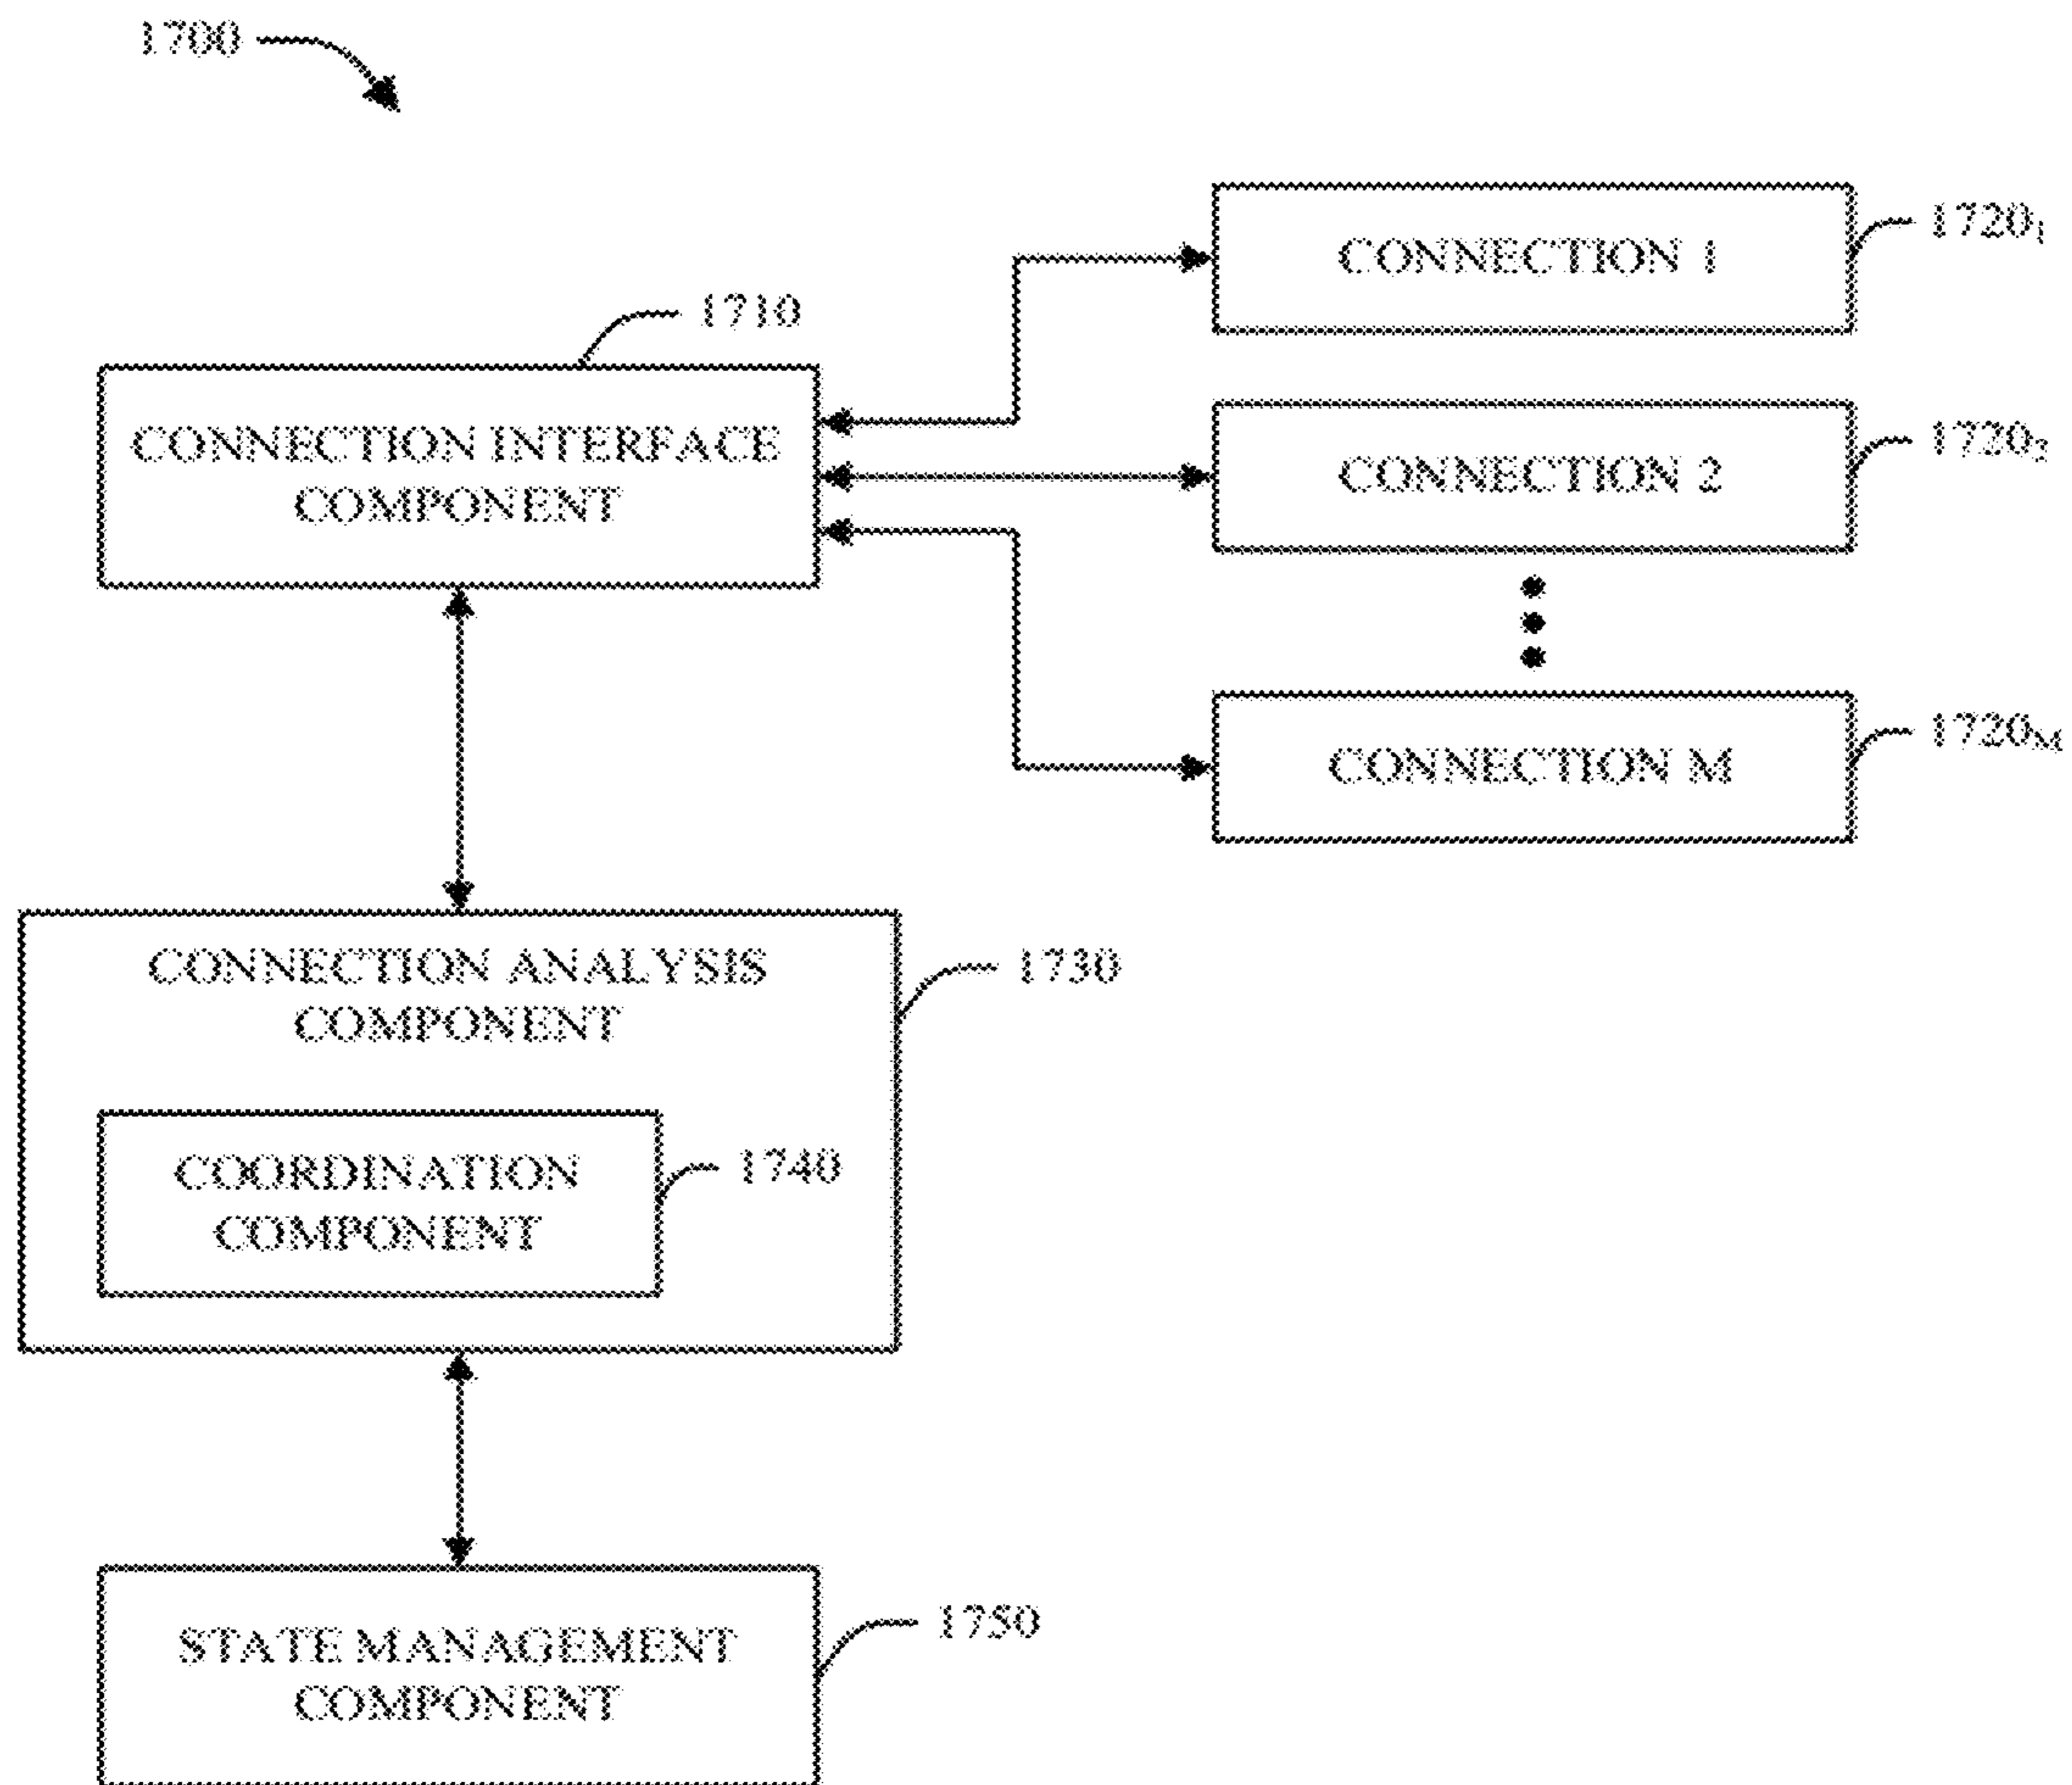 1700
CONNECTION 1
1720₁
1710
CONNECTION INTERFACE
COMPONENT
CONNECTION 2
1720₂
CONNECTION M
1720M
CONNECTION ANALYSIS
COMPONENT
1730
COORDINATION
COMPONENT
1740
STATE MANAGEMENT
COMPONENT
1750